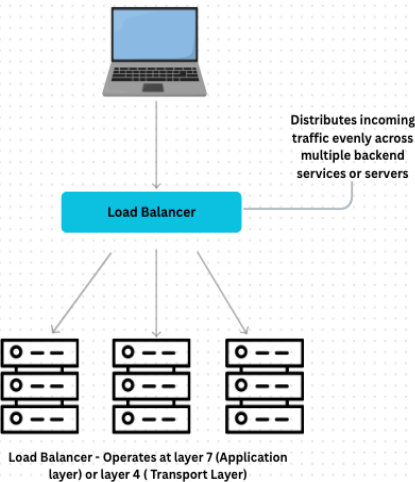 Distributes incoming
traffic evenly across
multiple backend
services or servers
Load Balancer
Load Balancer - Operates at layer 7 (Application
layer) or layer 4 ( Transport Layer)